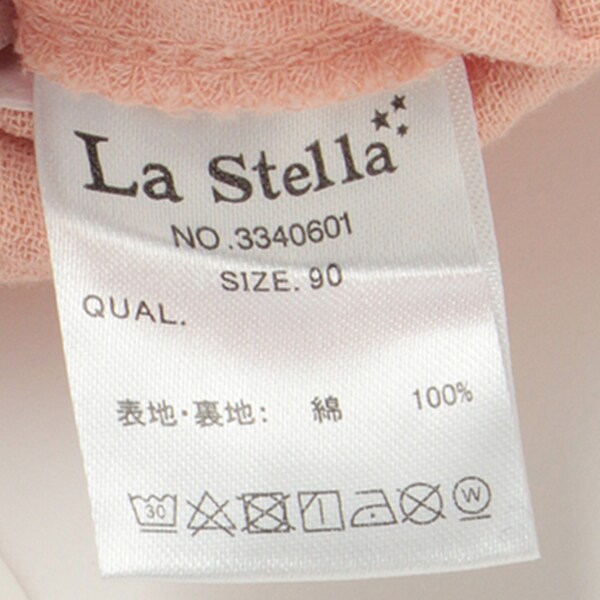 La Stella
NO.3340601
SIZE.90
QUAL.
表地・裏地: 綿 100%
30 W